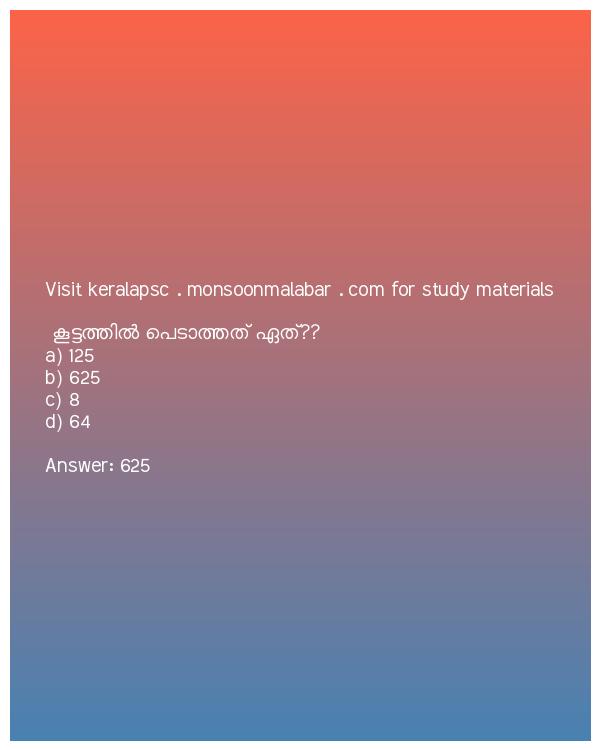 Visit keralapsc . monsoonmalabar . com for study materials
കൂട്ടത്തിൽ പെടാത്തത് ഏത്??
a) 125
b) 625
c) 8
d) 64
Answer: 625